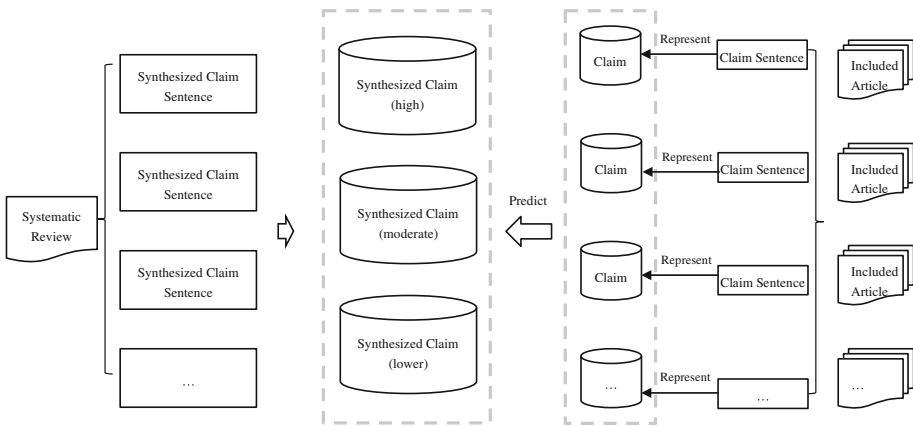 Systematic
Review
Synthesized Claim
Sentence
Synthesized Claim
Sentence
Synthesized Claim
Sentence
...
Synthesized Claim
(high)
Synthesized Claim
(moderate)
Synthesized Claim
(lower)
Predict
Claim
Claim
Claim
...
Represent
Represent
Represent
Represent
Claim Sentence
Claim Sentence
Claim Sentence
...
Included
Article
Included
Article
Included
Article
...